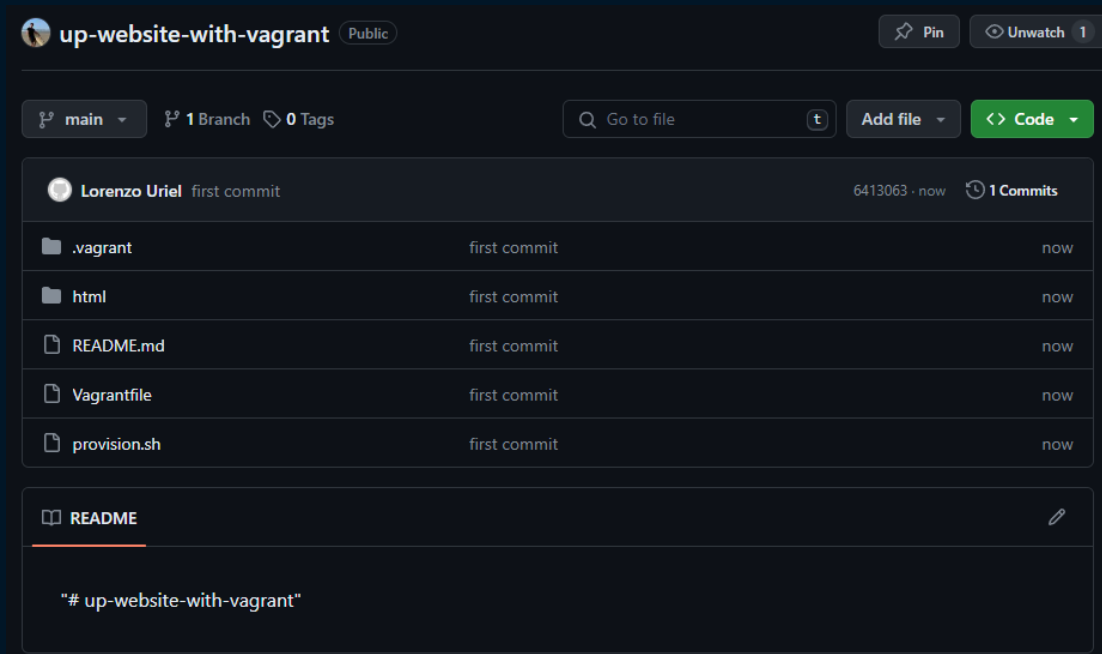 up-website-with-vagrant Public Pin Unwatch 1
main 1 Branch 0 Tags Go to file t Add file <> Code
Lorenzo Uriel first commit 6413063 · now 1 Commits
.vagrant first commit now
html first commit now
README.md first commit now
Vagrantfile first commit now
provision.sh first commit now
README
"# up-website-with-vagrant"